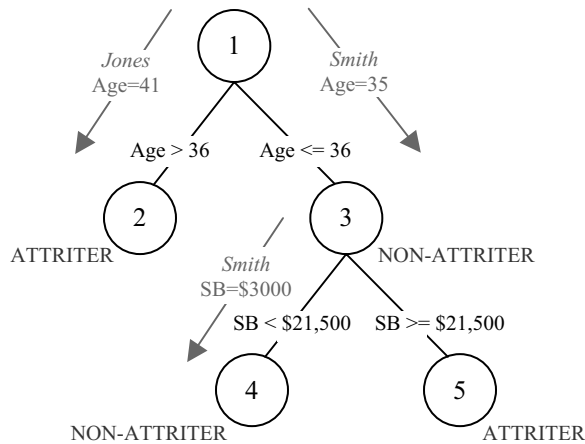 1
Jones
Age=41
Smith
Age=35
Age > 36
Age <= 36
2
3
ATTRITER
NON-ATTRITER
Smith
SB=$3000
SB < $21,500
SB >= $21,500
4
5
NON-ATTRITER
ATTRITER